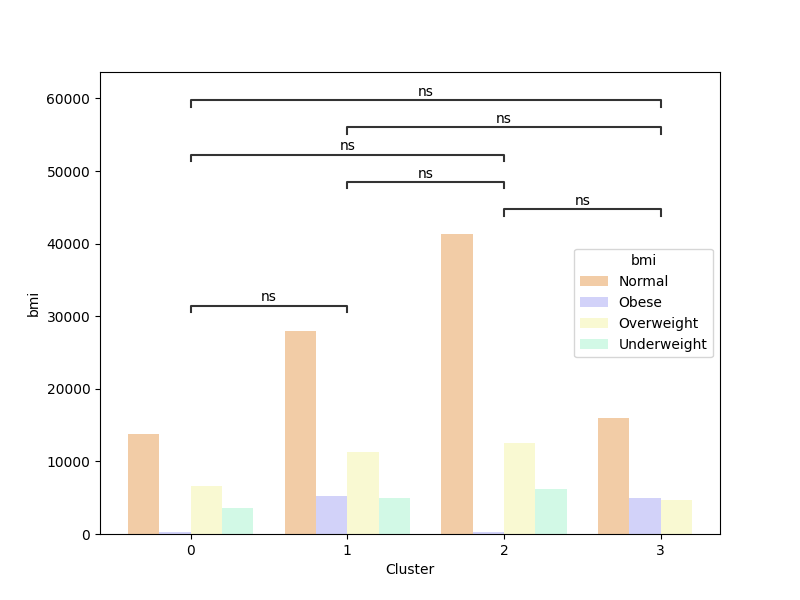 60000
50000
40000
30000
20000
10000
0
bmi
ns
ns
ns
ns
ns
ns
bmi
Normal
Obese
Overweight
Underweight
0 1 2 3
Cluster